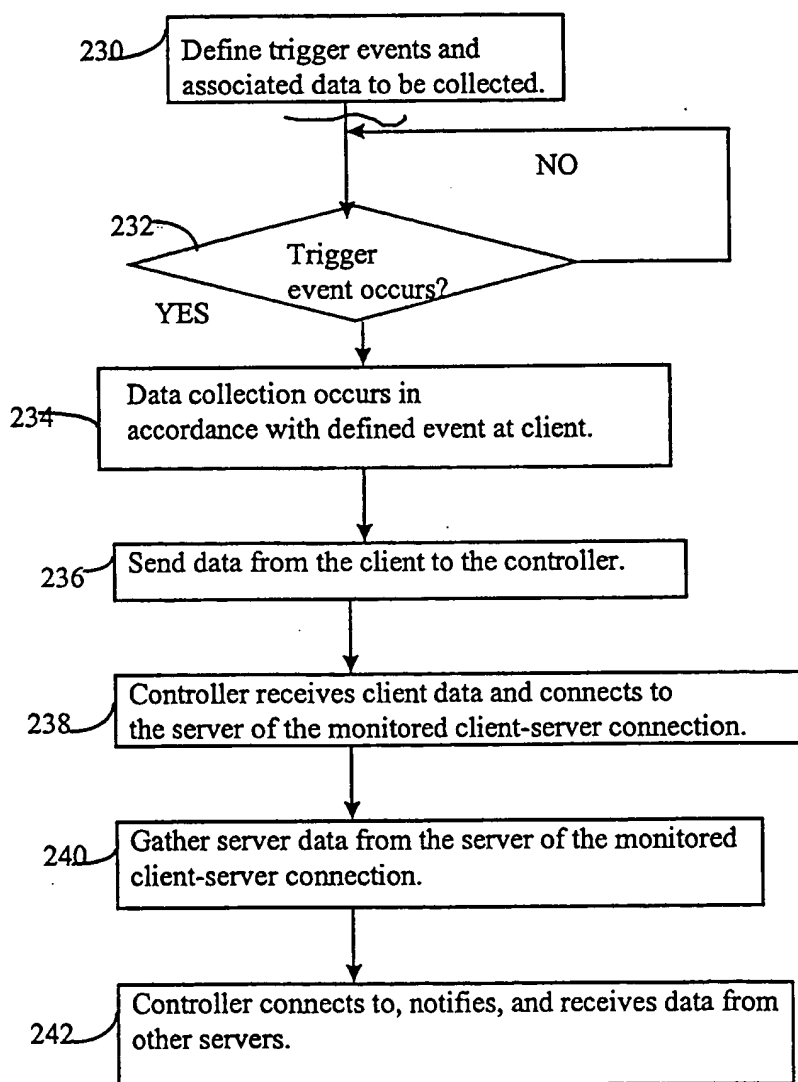 230
Define trigger events and
associated data to be collected.
NO
232
Trigger
event occurs?
YES
234
Data collection occurs in
accordance with defined event at client.
236
Send data from the client to the controller.
238
Controller receives client data and connects to
the server of the monitored client-server connection.
240
Gather server data from the server of the monitored
client-server connection.
242
Controller connects to, notifies, and receives data from
other servers.